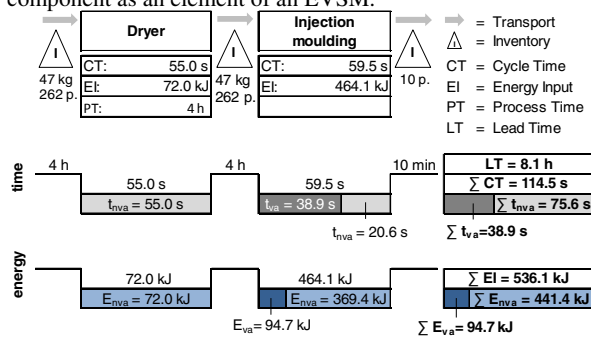 component as an element of an EVSM.
Dryer
Injection
moulding
= Transport
I
I
I
I
= Inventory
CT: 55.0 s
CT: 59.5 s
CT = Cycle Time
47 kg
262 p.
EI: 72.0 kJ
47 kg
262 p.
EI: 464.1 kJ
10 p.
EI = Energy Input
PT: 4 h
PT = Process Time
LT = Lead Time
time
4 h
4 h
10 min
LT = 8.1 h
55.0 s
59.5 s
∑ CT = 114.5 s
tnva = 55.0 s
tva = 38.9 s
∑ tnva = 75.6 s
tnva = 20.6 s
∑ tva=38.9 s
energy
72.0 kJ
464.1 kJ
∑ EI = 536.1 kJ
Enva = 72.0 kJ
Enva = 369.4 kJ
∑ Enva = 441.4 kJ
Eva= 94.7 kJ
∑ Eva= 94.7 kJ